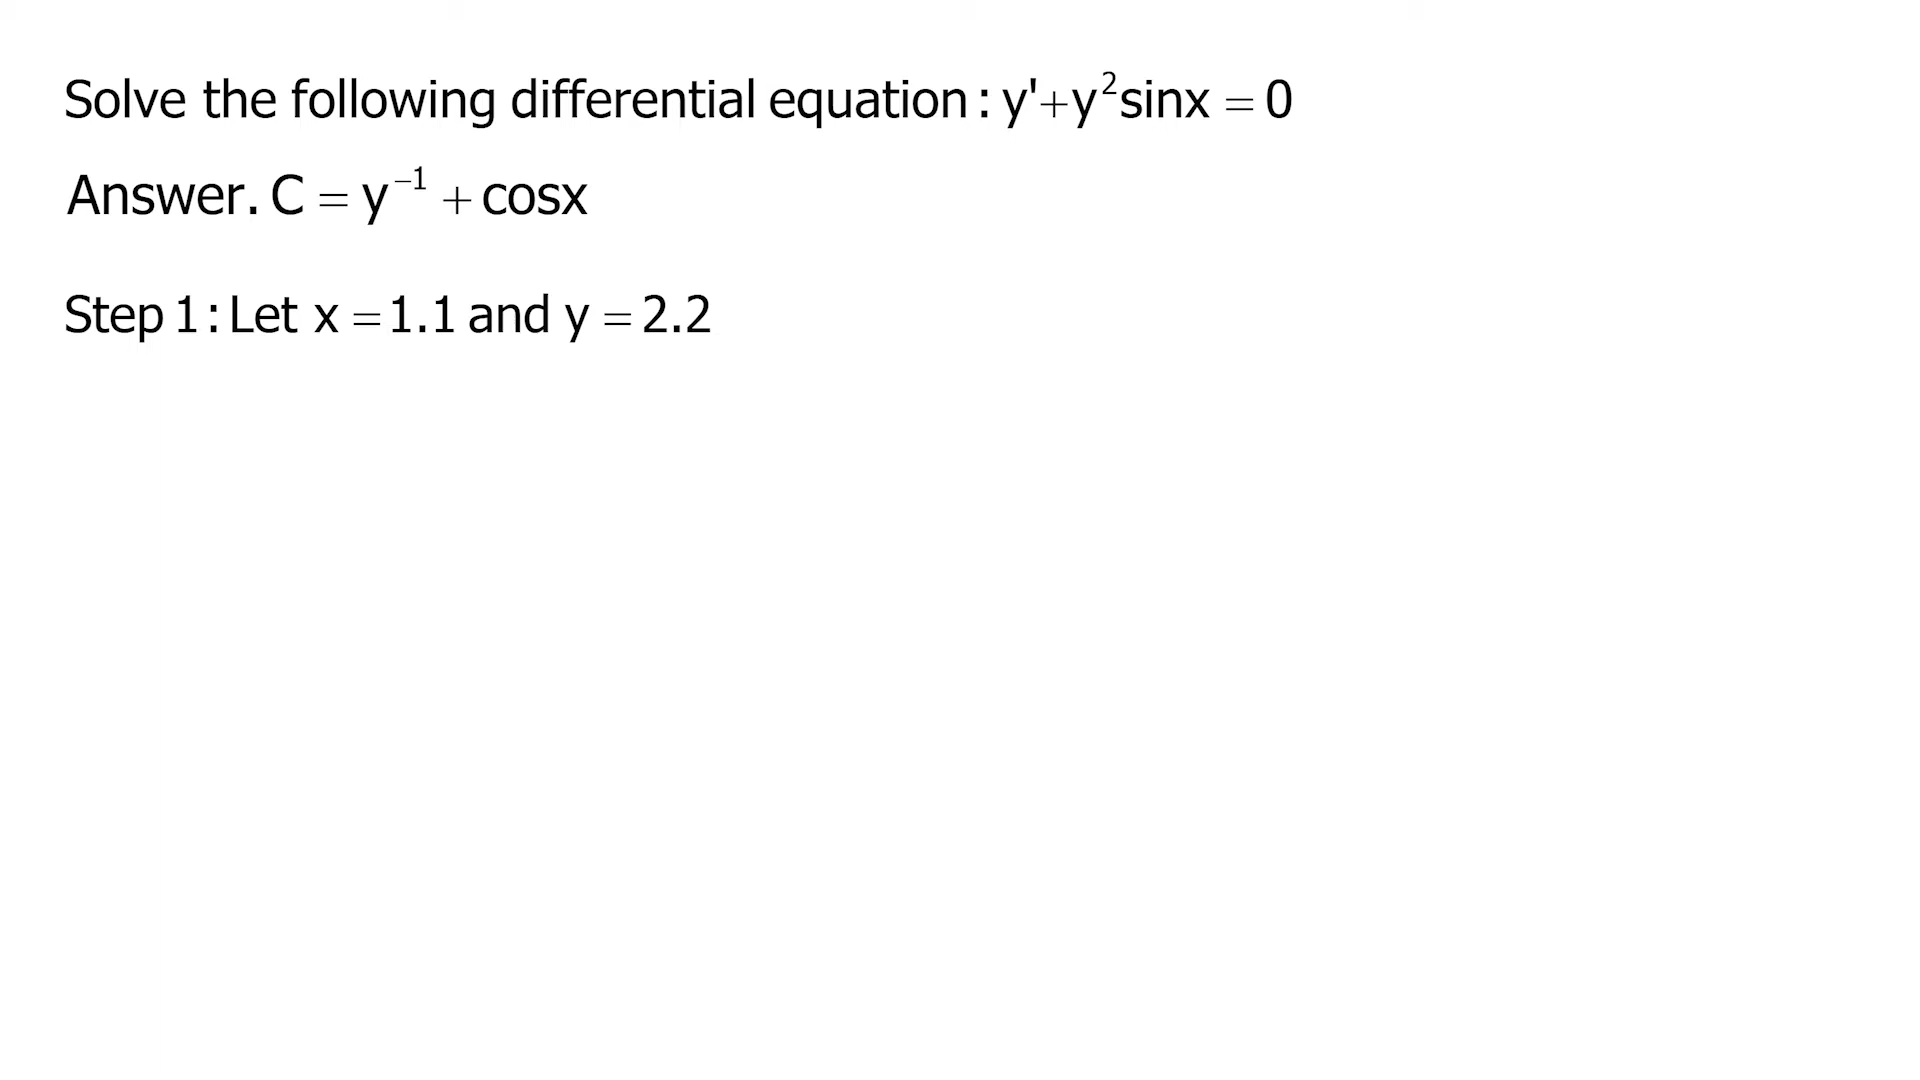 Solve the following differential equation : y'+y²sinx = 0
Answer. C = y⁻¹ + cosx
Step 1 : Let x = 1.1 and y = 2.2